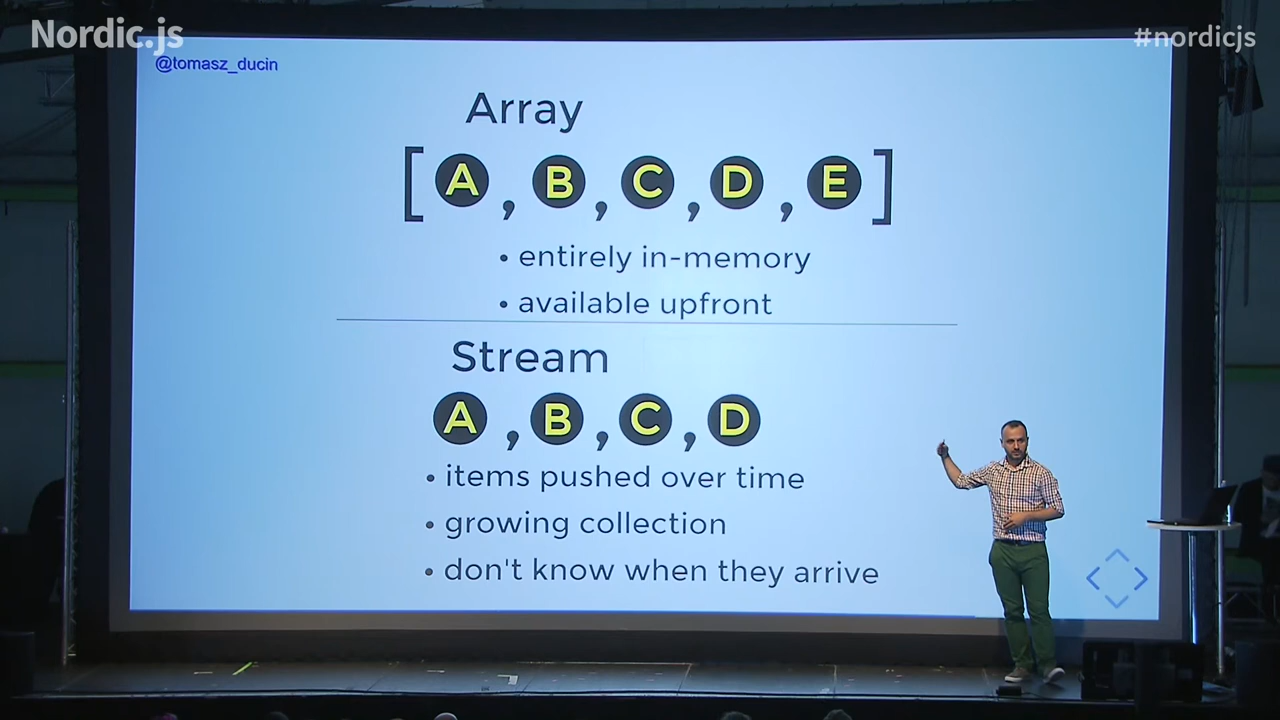 Nordic.js
#nordicjs
@tomasz_ducin
Array
[A, B, C, D, E]
• entirely in-memory
• available upfront
Stream
A, B, C, D
• items pushed over time
• growing collection
• don't know when they arrive